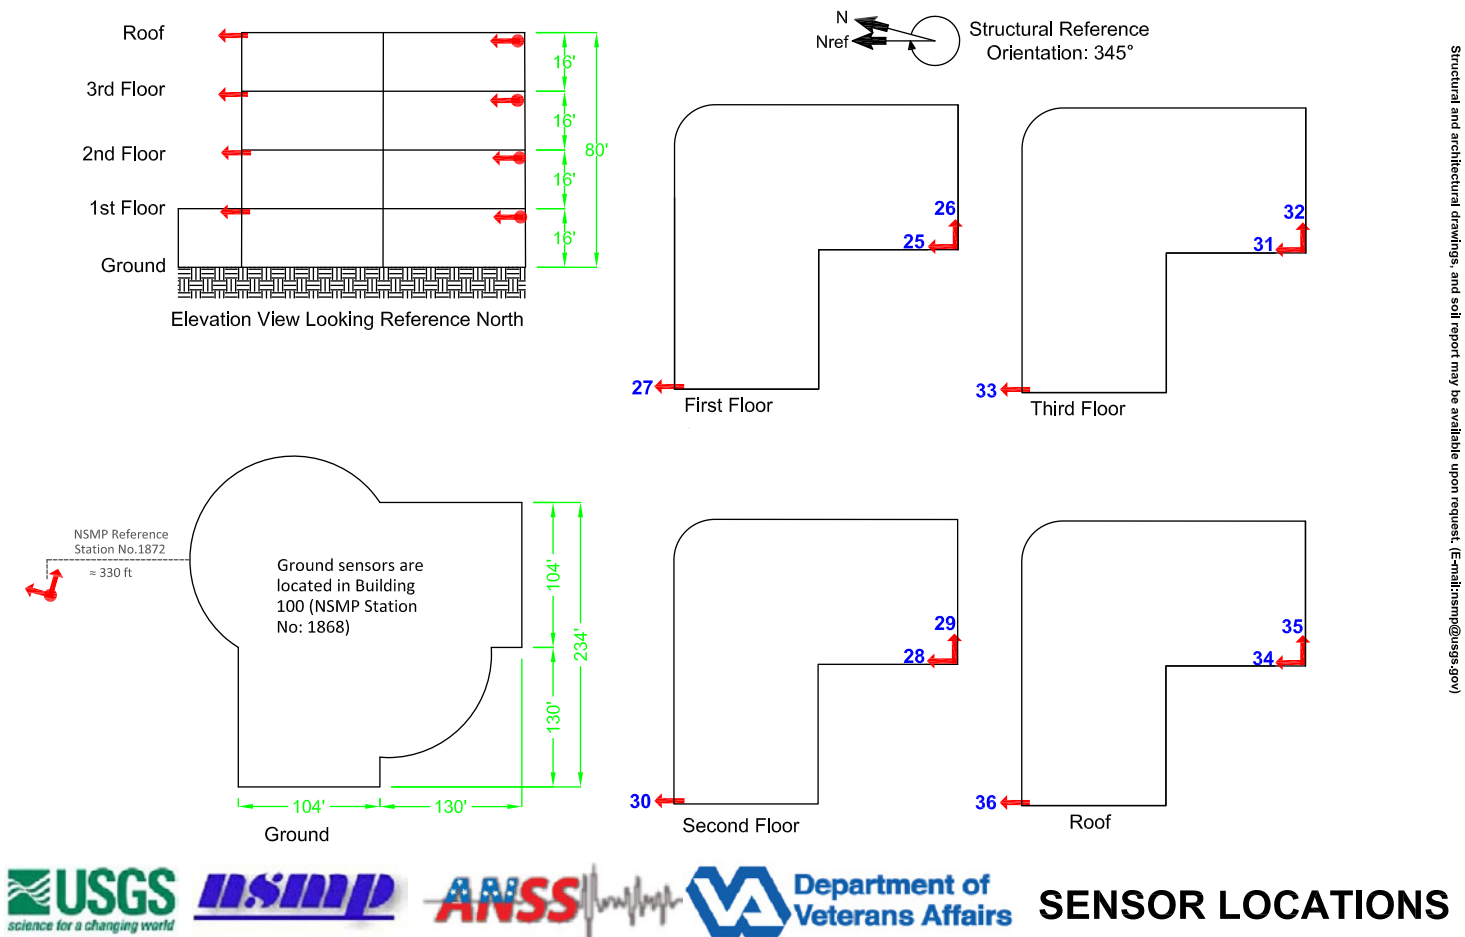 Roof
3rd Floor
2nd Floor
1st Floor
Ground
16'
16'
16'
16'
80'
Elevation View Looking Reference North
N
Nref
Structural Reference
Orientation: 345°
26
25
27
First Floor
32
31
33
Third Floor
NSMP Reference
Station No.1872
≈ 330 ft
Ground sensors are
located in Building
100 (NSMP Station
No: 1868)
104'
130'
234'
104'
130'
Ground
29
28
30
Second Floor
35
34
36
Roof
Structural and architectural drawings, and soil report may be available upon request. (E-mail:nsmp@usgs.gov)
USGS
science for a changing world
nsmp
ANSS
VA
Department of
Veterans Affairs
SENSOR LOCATIONS